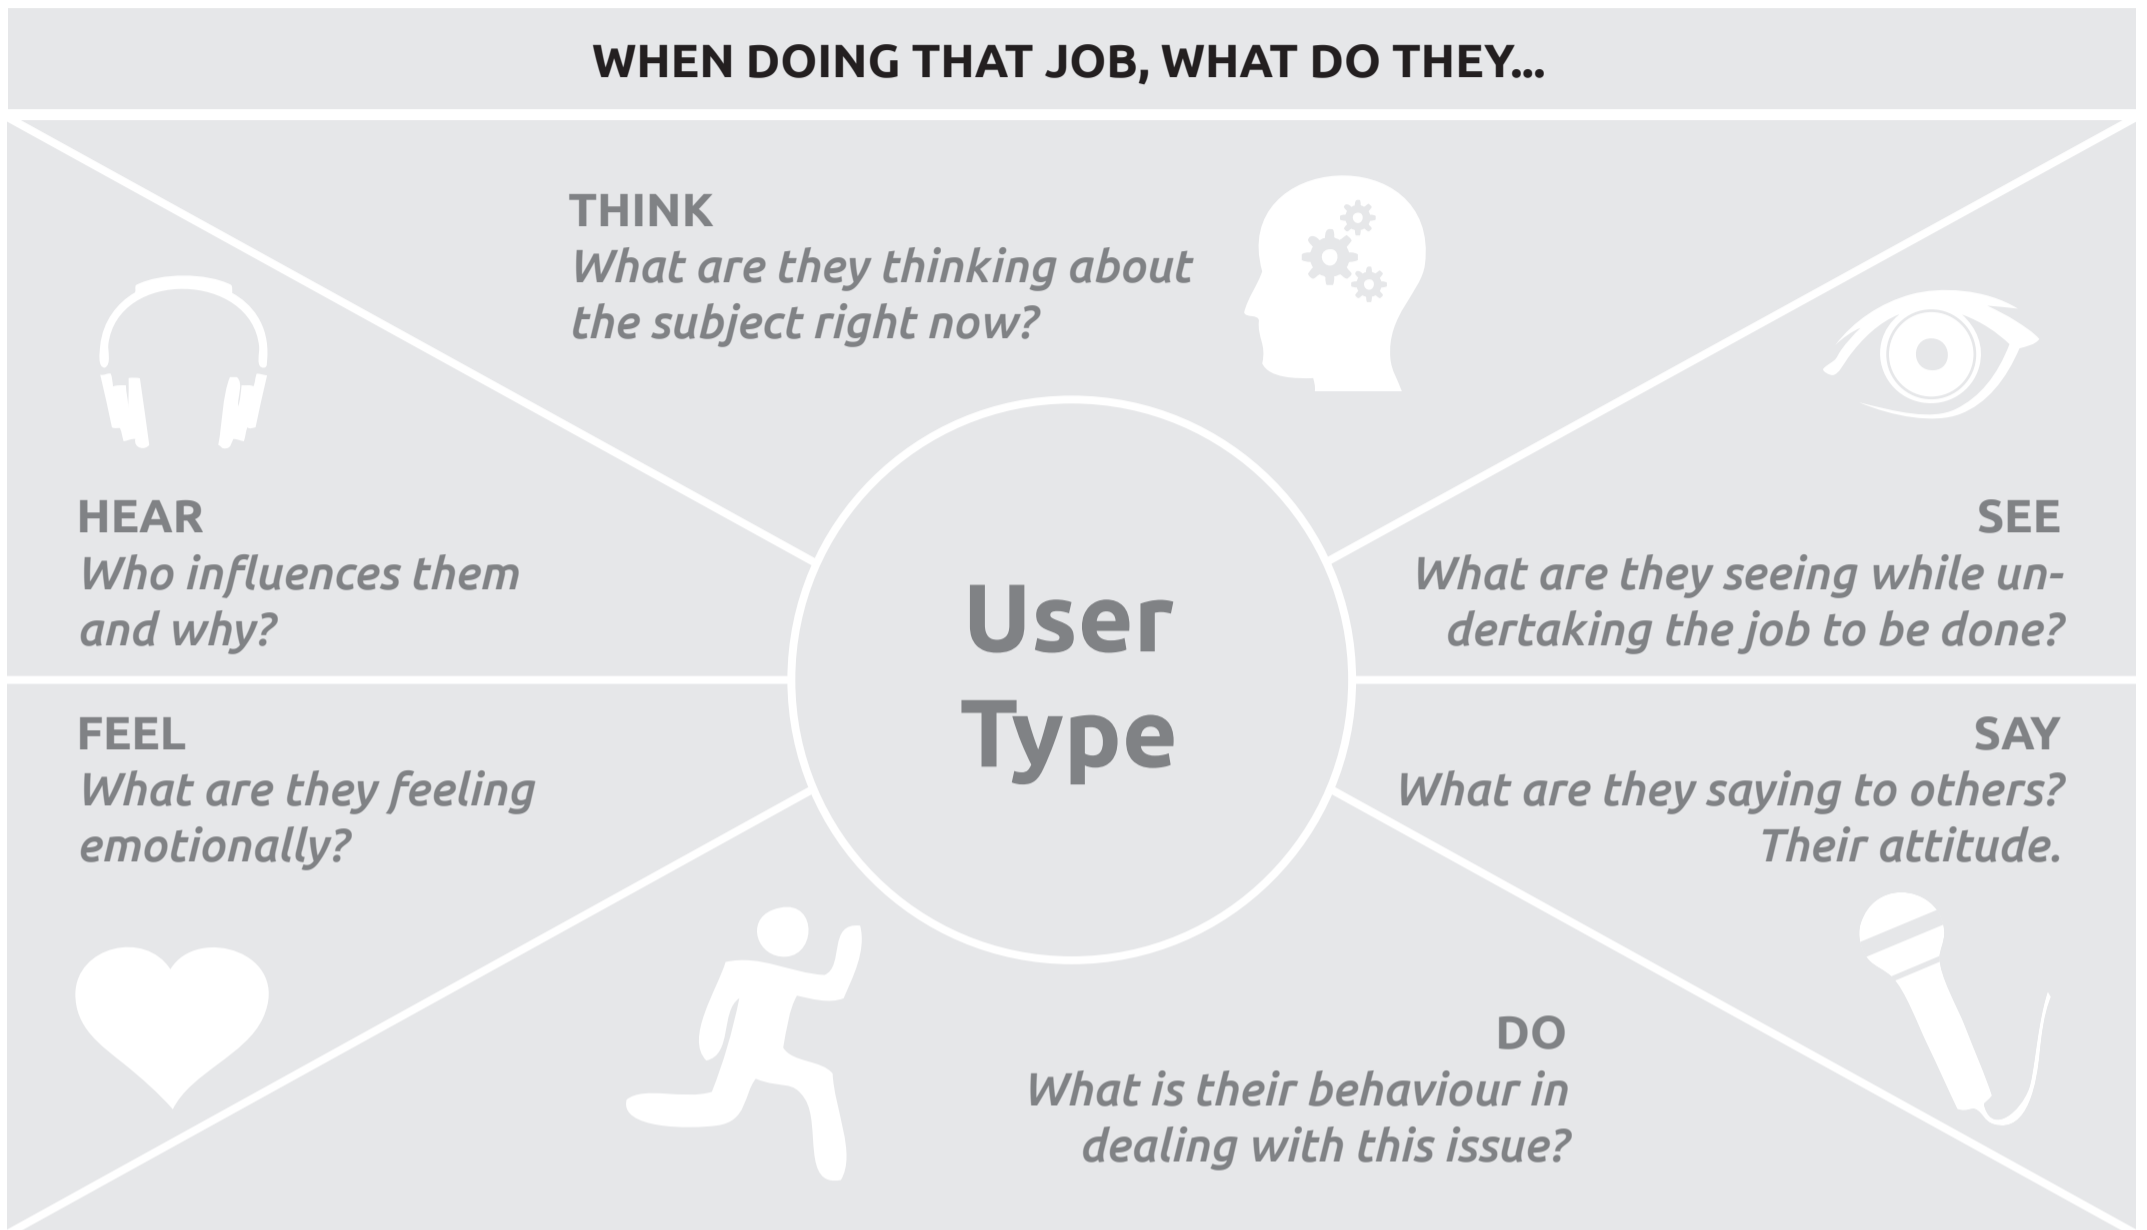 WHEN DOING THAT JOB, WHAT DO THEY...
THINK
What are they thinking about
the subject right now?
HEAR
Who influences them
and why?
SEE
What are they seeing while un-
dertaking the job to be done?
User
Type
FEEL
What are they feeling
emotionally?
SAY
What are they saying to others?
Their attitude.
DO
What is their behaviour in
dealing with this issue?